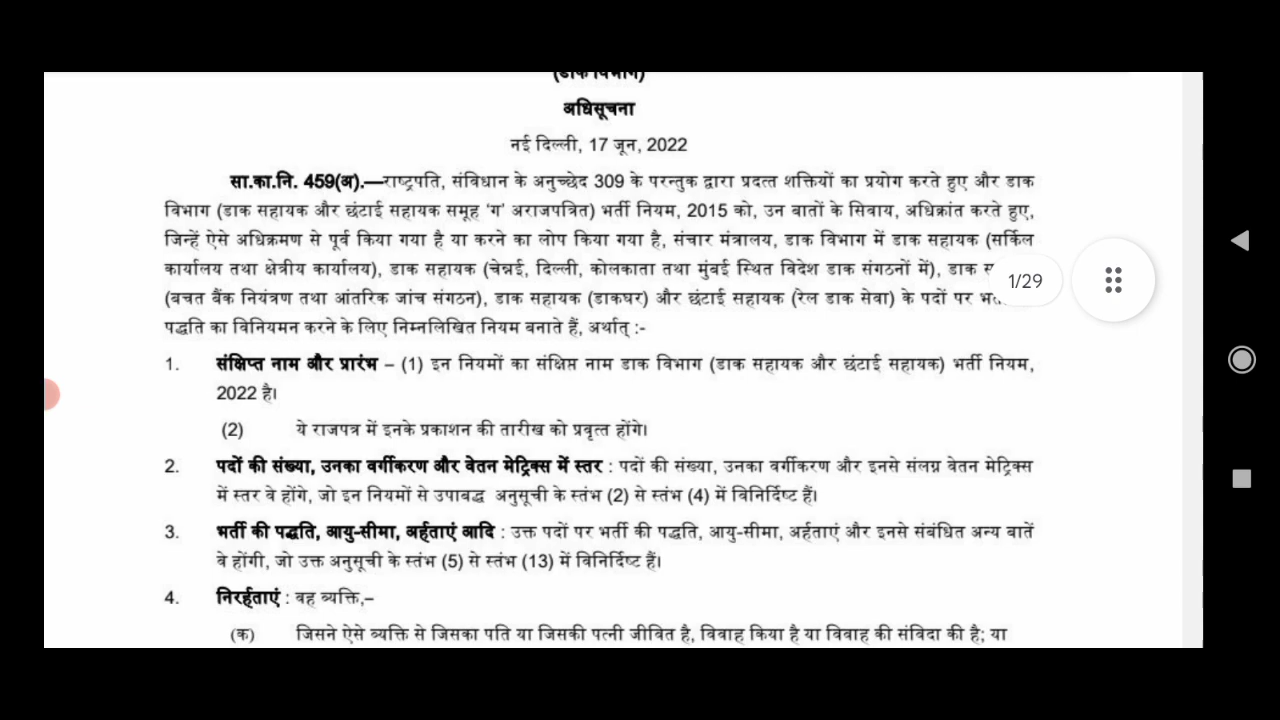 (डाक विभाग)
अधिसूचना
नई दिल्ली, 17 जून, 2022
सा.का.नि. 459(अ).—राष्ट्रपति, संविधान के अनुच्छेद 309 के परन्तुक द्वारा प्रदत्त शक्तियों का प्रयोग करते हुए और डाक
विभाग (डाक सहायक और छंटाई सहायक समूह 'ग' अराजपत्रित) भर्ती नियम, 2015 को, उन बातों के सिवाय, अधिक्रांत करते हुए,
जिन्हें ऐसे अधिक्रमण से पूर्व किया गया है या करने का लोप किया गया है, संचार मंत्रालय, डाक विभाग में डाक सहायक (सर्किल
कार्यालय तथा क्षेत्रीय कार्यालय), डाक सहायक (चेन्नई, दिल्ली, कोलकाता तथा मुंबई स्थित विदेश डाक संगठनों में), डाक
1/29
(बचत बैंक नियंत्रण तथा आंतरिक जांच संगठन), डाक सहायक (डाकघर) और छंटाई सहायक (रेल डाक सेवा) के पदों पर
पद्धति का विनियमन करने के लिए निम्नलिखित नियम बनाते हैं, अर्थात् :-
1. संक्षिप्त नाम और प्रारंभ – (1) इन नियमों का संक्षिप्त नाम डाक विभाग (डाक सहायक और छंटाई सहायक) भर्ती नियम,
2022 है।
(2) ये राजपत्र में इनके प्रकाशन की तारीख को प्रवृत्त होंगे।
2. पदों की संख्या, उनका वर्गीकरण और वेतन मेट्रिक्स में स्तर : पदों की संख्या, उनका वर्गीकरण और इनसे संलग्न वेतन मेट्रिक्स
में स्तर वे होंगे, जो इन नियमों से उपाबद्ध अनुसूची के स्तंभ (2) से स्तंभ (4) में विनिर्दिष्ट हैं।
3. भर्ती की पद्धति, आयु-सीमा, अर्हताएं आदि : उक्त पदों पर भर्ती की पद्धति, आयु-सीमा, अर्हताएं और इनसे संबंधित अन्य बातें
वे होंगी, जो उक्त अनुसूची के स्तंभ (5) से स्तंभ (13) में विनिर्दिष्ट हैं।
4. निरर्हताएं : वह व्यक्ति,–
(क) जिसने ऐसे व्यक्ति से जिसका पति या जिसकी पत्नी जीवित है, विवाह किया है या विवाह की संविदा की है; या